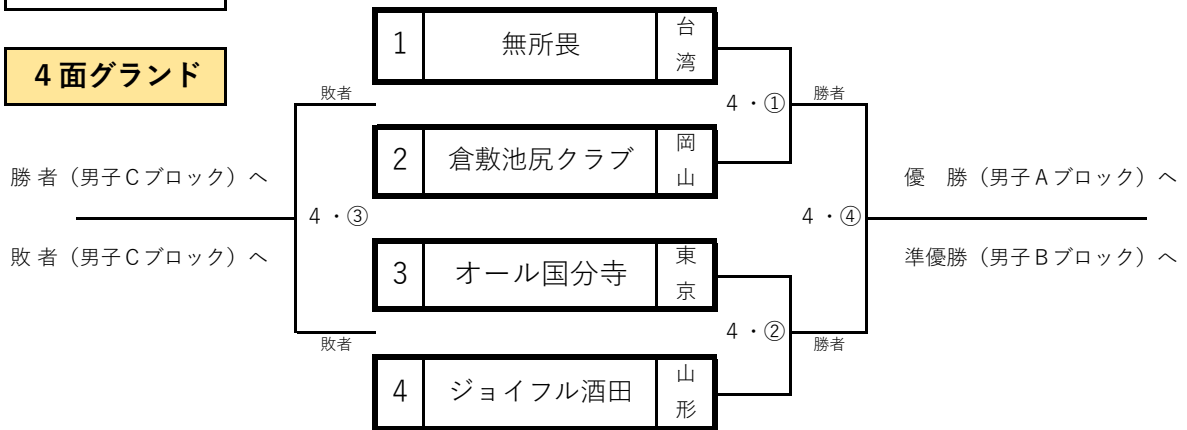 1 無所畏 台湾
4面グランド
敗者
4・①
勝者
2 倉敷池尻クラブ 岡山
勝者（男子Cブロック）へ
優　勝（男子Aブロック）へ
4・③
4・④
敗者（男子Cブロック）へ
準優勝（男子Bブロック）へ
3 オール国分寺 東京
敗者
4・②
勝者
4 ジョイフル酒田 山形